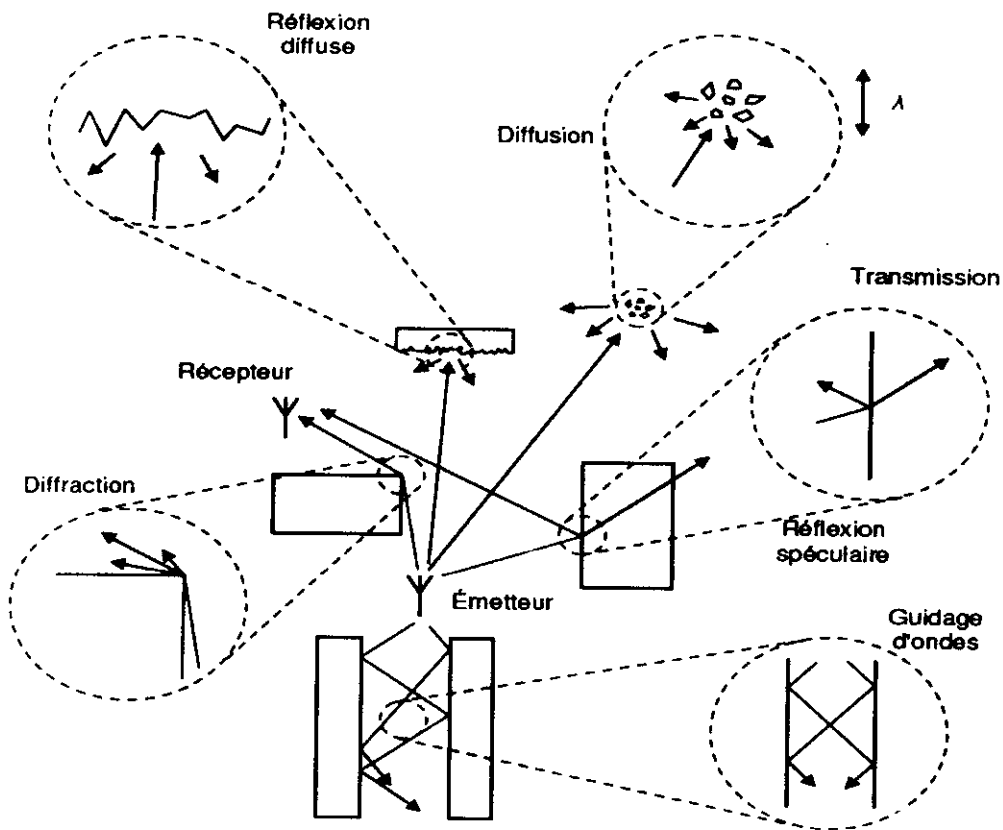 Réflexion
diffuse
Diffusion
λ
Transmission
Récepteur
Diffraction
Réflexion
spéculaire
Émetteur
Guidage
d'ondes